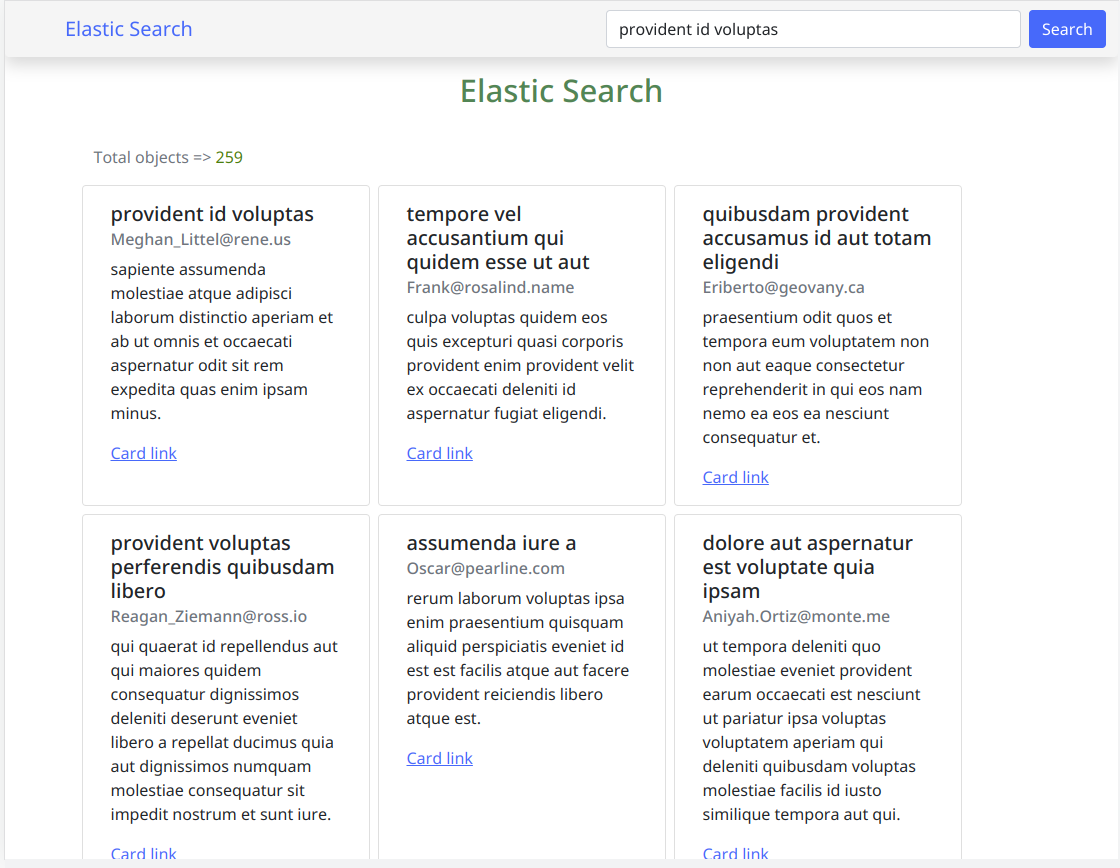 Elastic Search
provident id voluptas
Search
Elastic Search
Total objects => 259
provident id voluptas
Meghan_Littel@rene.us
sapiente assumenda
molestiae atque adipisci
laborum distinctio aperiam et
ab ut omnis et occaecati
aspernatur odit sit rem
expedita quas enim ipsam
minus.
Card link
tempore vel
accusantium qui
quidem esse ut aut
Frank@rosalind.name
culpa voluptas quidem eos
quis excepturi quasi corporis
provident enim provident velit
ex occaecati deleniti id
aspernatur fugiat eligendi.
Card link
quibusdam provident
accusamus id aut totam
eligendi
Eriberto@geovany.ca
praesentium odit quos et
tempora eum voluptatem non
non aut eaque consectetur
reprehenderit in qui eos nam
nemo ea eos ea nesciunt
consequatur et.
Card link
provident voluptas
perferendis quibusdam
libero
Reagan_Ziemann@ross.io
qui quaerat id repellendus aut
qui maiores quidem
consequatur dignissimos
deleniti deserunt eveniet
libero a repellat ducimus quia
aut dignissimos numquam
molestiae consequatur sit
impedit nostrum et sunt iure.
Card link
assumenda iure a
Oscar@pearline.com
rerum laborum voluptas ipsa
enim praesentium quisquam
aliquid perspiciatis eveniet id
est est facilis atque aut facere
provident reiciendis libero
atque est.
Card link
dolore aut aspernatur
est voluptate quia
ipsam
Aniyah.Ortiz@monte.me
ut tempora deleniti quo
molestiae eveniet provident
earum occaecati est nesciunt
ut pariatur ipsa voluptas
voluptatem aperiam qui
deleniti quibusdam voluptas
molestiae facilis id iusto
similique tempora aut qui.
Card link